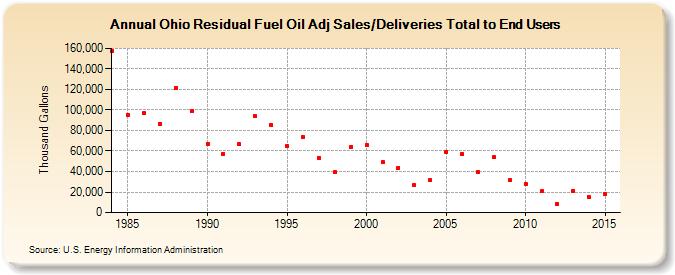 Annual Ohio Residual Fuel Oil Adj Sales/Deliveries Total to End Users
Thousand Gallons
160,000
140,000
120,000
100,000
80,000
60,000
40,000
20,000
0
1985 1990 1995 2000 2005 2010 2015
Source: U.S. Energy Information Administration